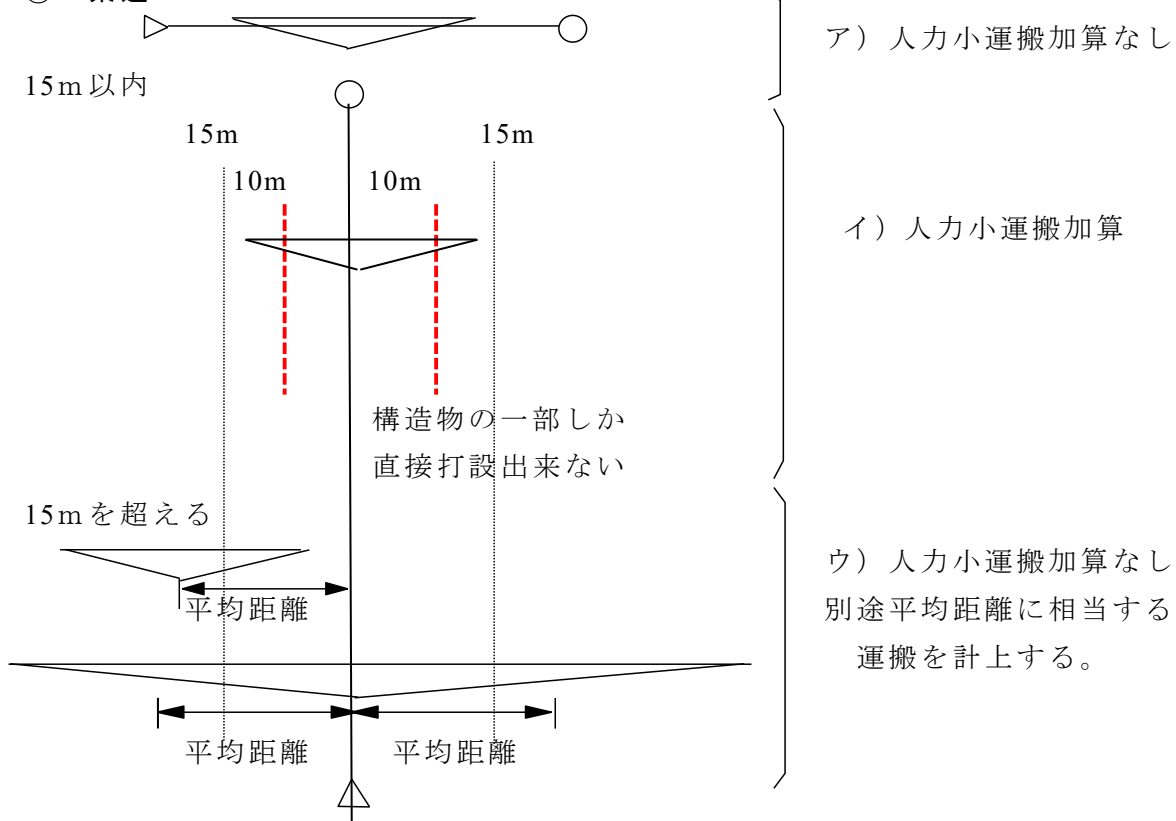 ア）人力小運搬加算なし
15ｍ以内
15m
15m
10m
10m
イ）人力小運搬加算
構造物の一部しか
直接打設出来ない
15ｍを超える
平均距離
ウ）人力小運搬加算なし
別途平均距離に相当する
運搬を計上する。
平均距離
平均距離